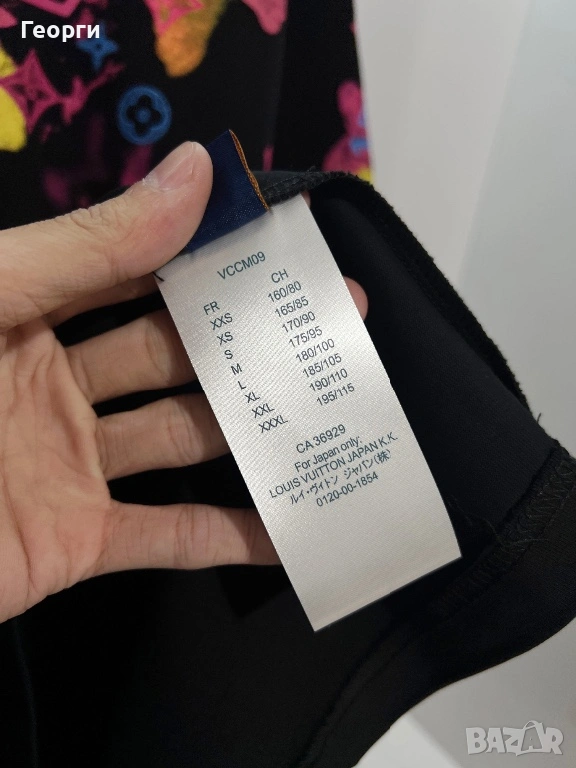 Георги
VCCM09
FR CH
XXS 160/80
XS 165/85
S 170/90
M 175/95
L 180/100
XL 185/105
XXL 190/110
XXXL 195/115
CA 36929
For Japan only:
LOUIS VUITTON JAPAN K.K.
ルイ・ヴィトン ジャパン(株)
0120-00-1854
BAZAR